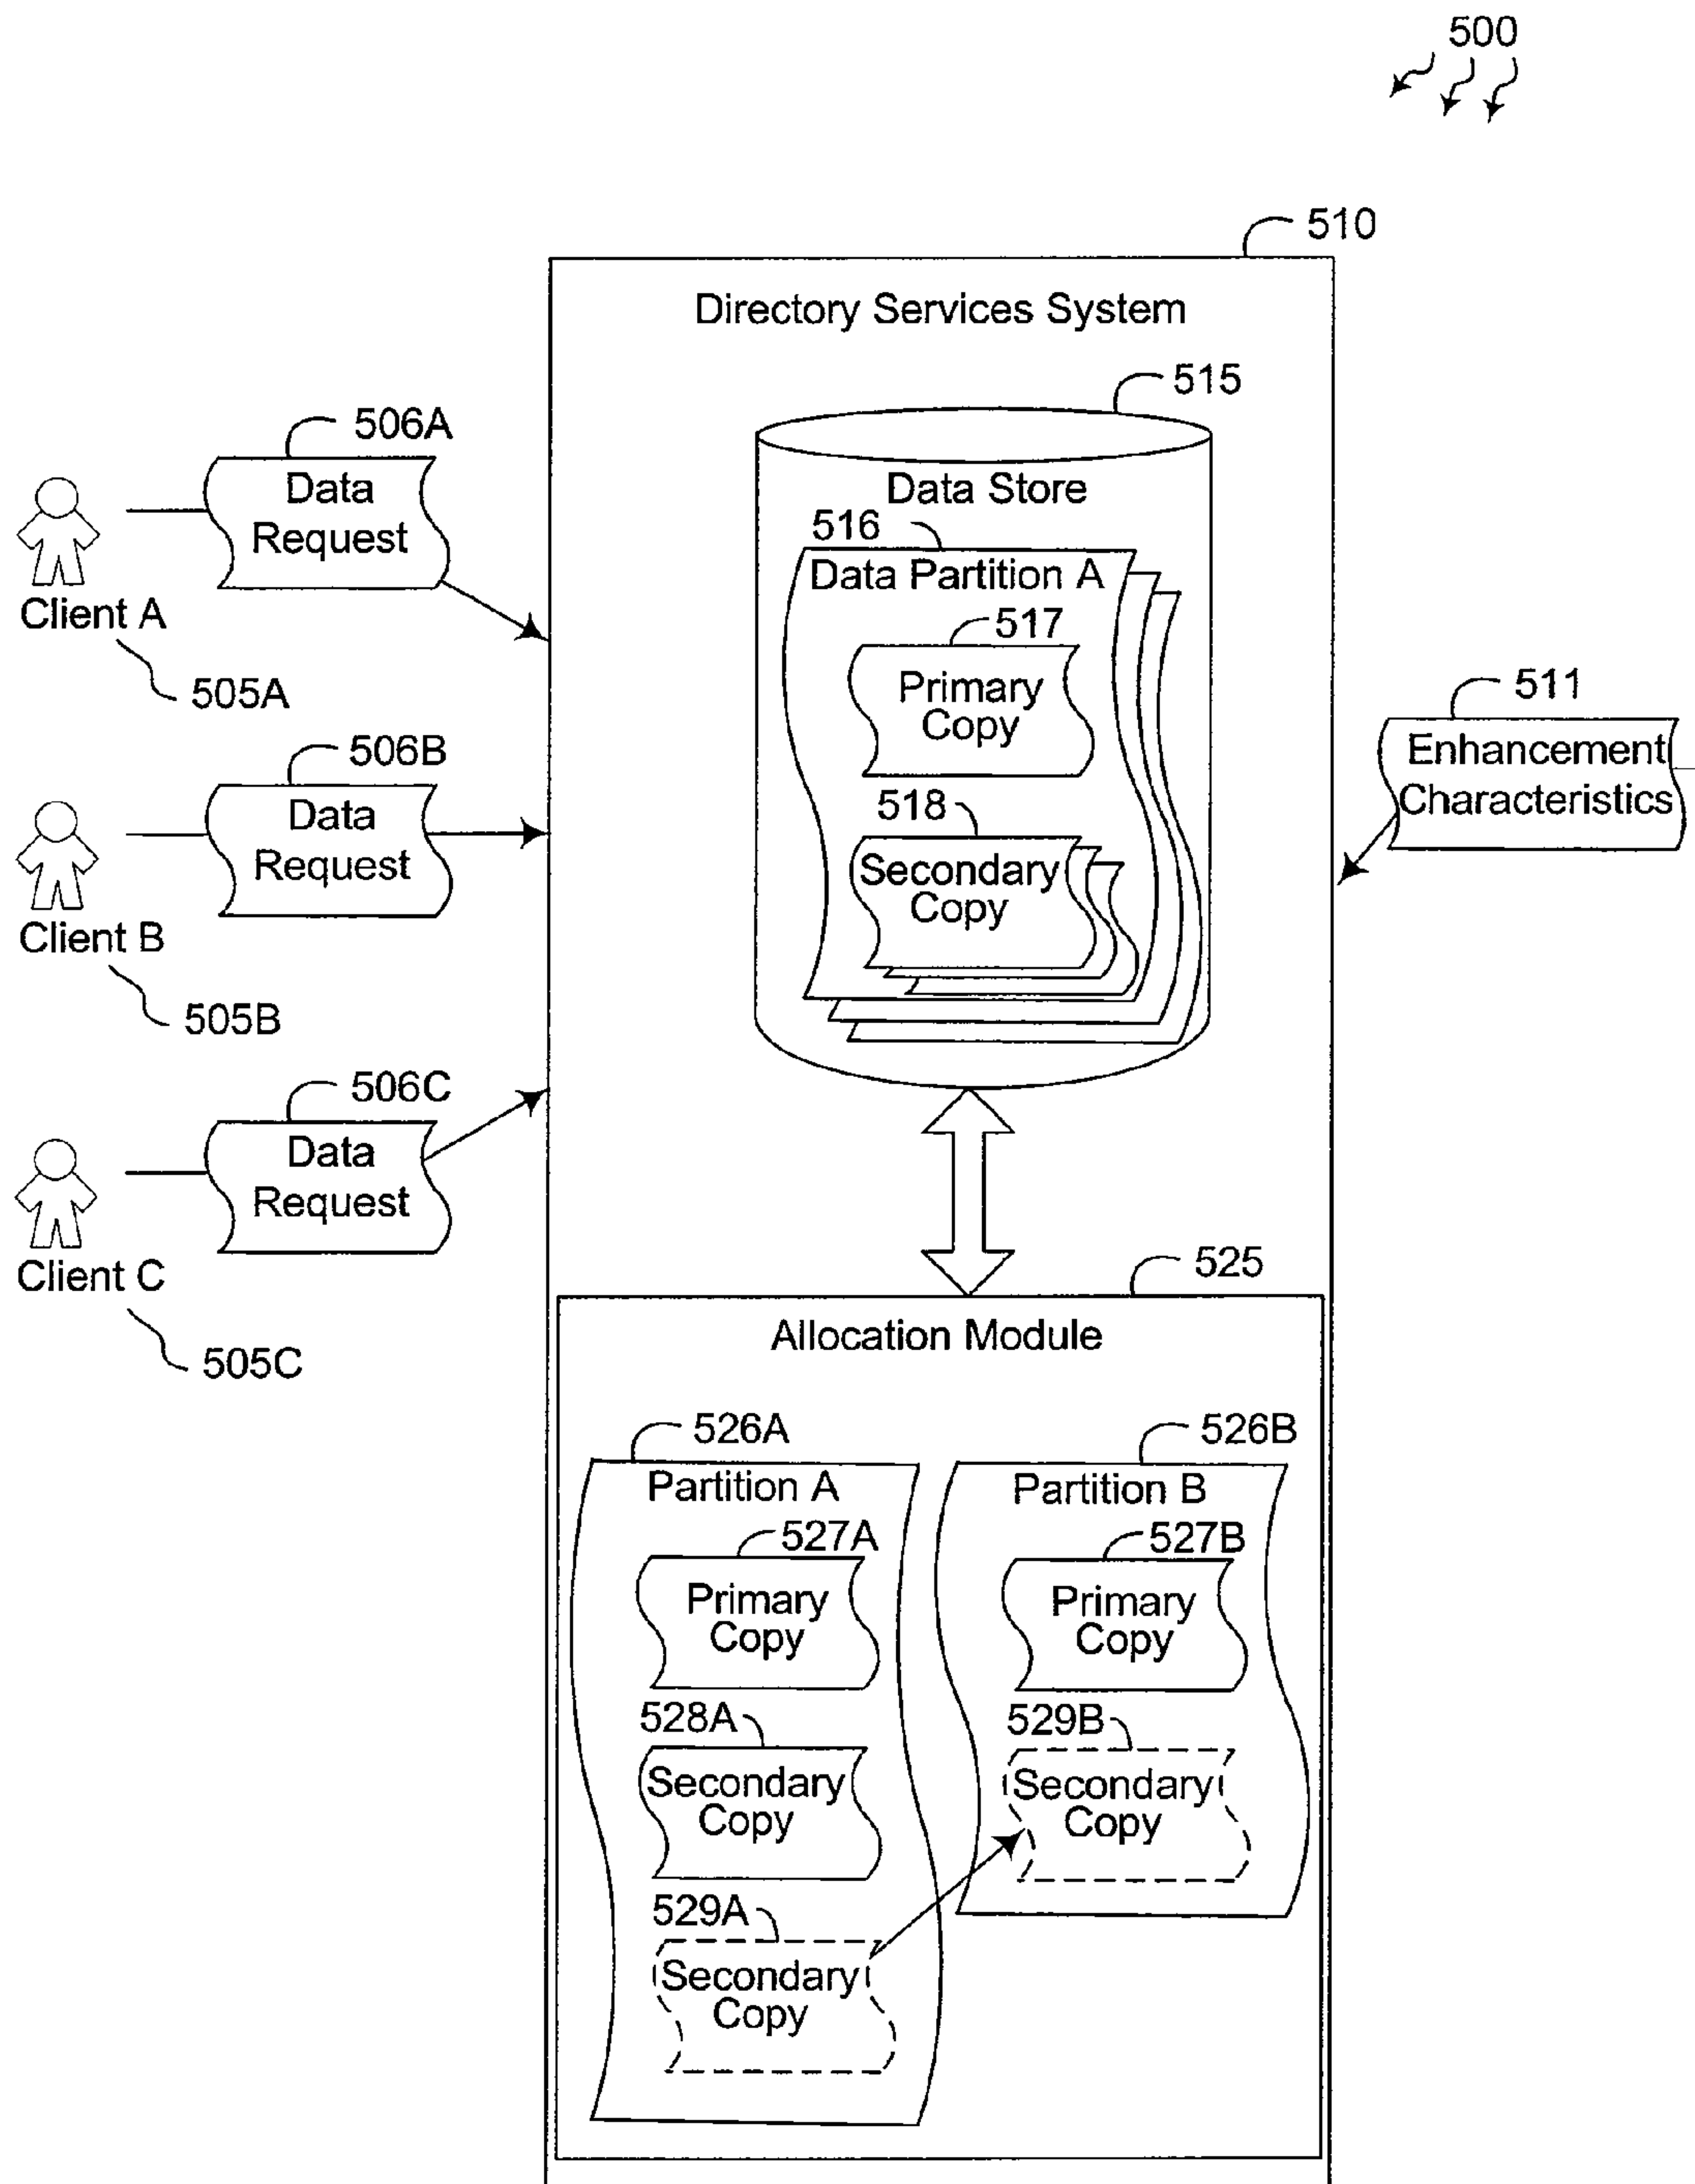 500
510
Directory Services System
515
Data Store
516
Data Partition A
517
Primary
Copy
518
Secondary
Copy
506A
Data
Request
Client A
505A
506B
Data
Request
Client B
505B
506C
Data
Request
Client C
505C
511
Enhancement
Characteristics
525
Allocation Module
526A
Partition A
527A
Primary
Copy
528A
Secondary
Copy
529A
Secondary
Copy
526B
Partition B
527B
Primary
Copy
529B
Secondary
Copy